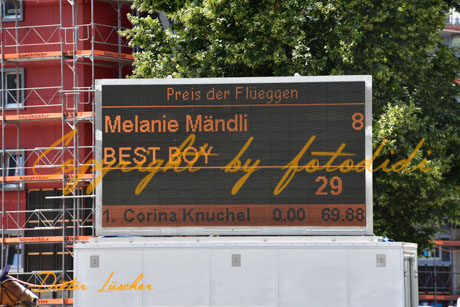 Preis der Flüeggen
Melanie Mändli 8
BEST BOY
Copyright by fotodidi
29
1. Corina Knuchel 0.00 69.88
Dieter Lüscher